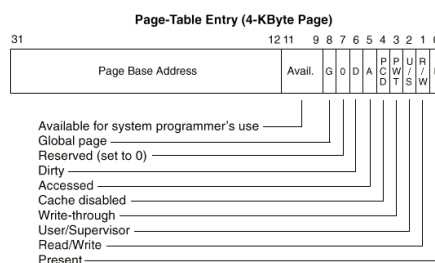 Page-Table Entry (4-KByte Page)
31 12 11 9 8 7 6 5 4 3 2 1 0
Page Base Address Avail. G 0 D A PCD PWT U/S R/W
Available for system programmer's use
Global page
Reserved (set to 0)
Dirty
Accessed
Cache disabled
Write-through
User/Supervisor
Read/Write
Present